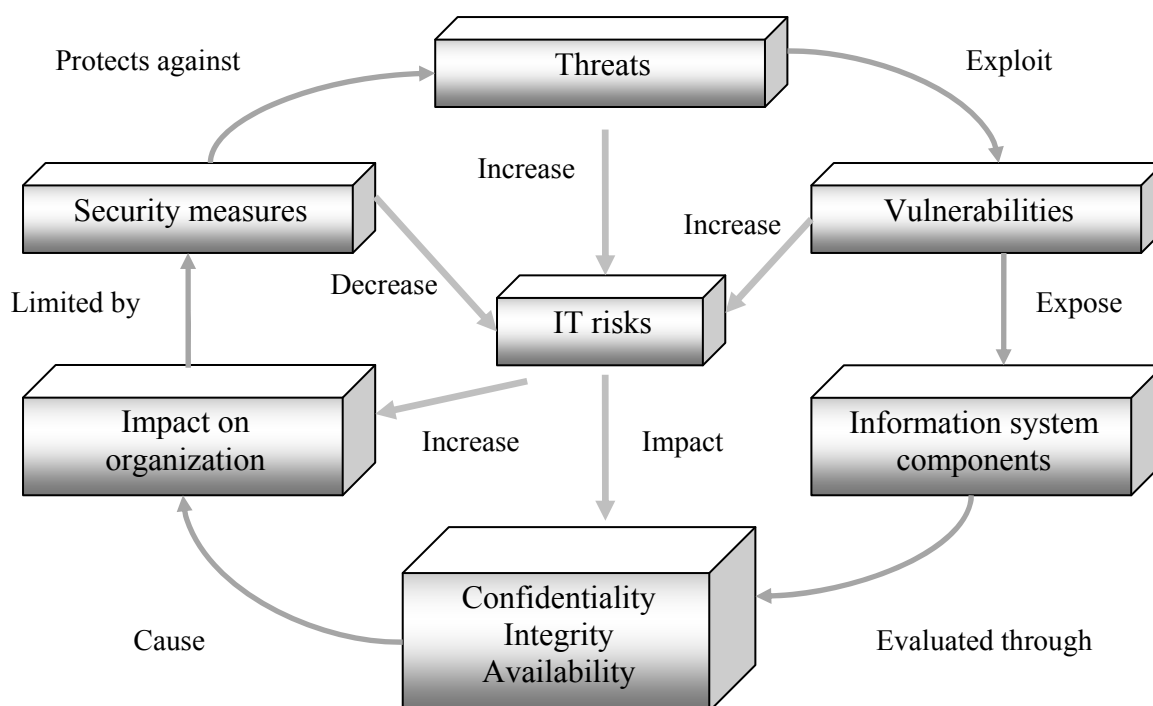 Protects against
Threats
Exploit
Increase
Security measures
Increase
Vulnerabilities
Limited by
Decrease
IT risks
Expose
Impact on
organization
Increase
Impact
Information system
components
Confidentiality
Integrity
Availability
Cause
Evaluated through